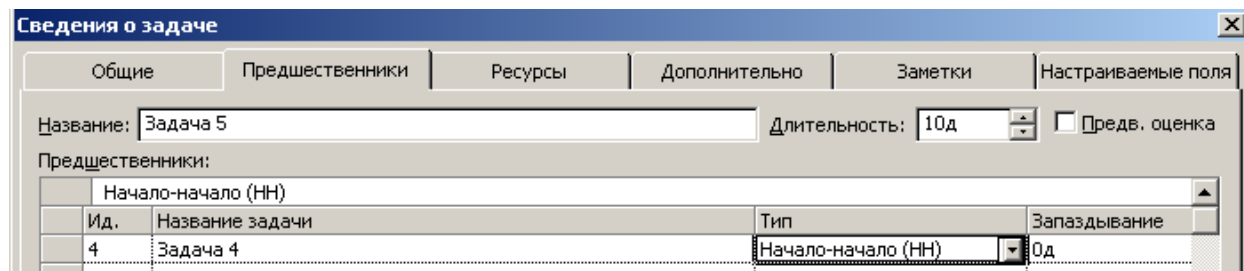 Сведения о задаче
Общие Предшественники Ресурсы Дополнительно Заметки Настраиваемые поля
Название: Задача 5 Длительность: 10д Предв. оценка
Предшественники:
Начало-начало (НН)
Ид. Название задачи Тип Запаздывание
4 Задача 4 Начало-начало (НН) 0д